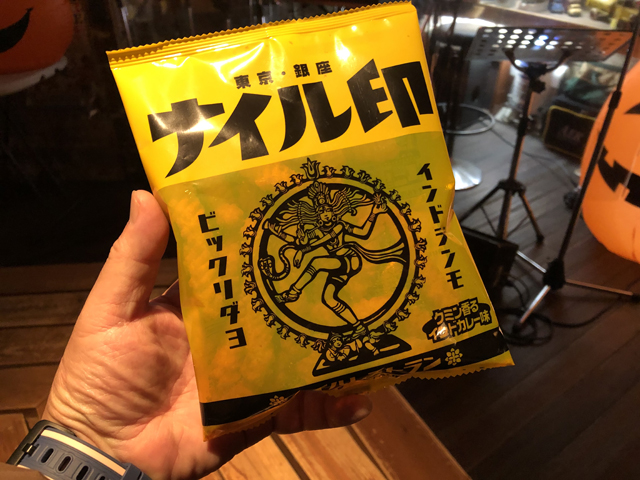 東京・銀座
ナイル印
インドランモ
ビックリダヨ
クミン香る
インドカレー味